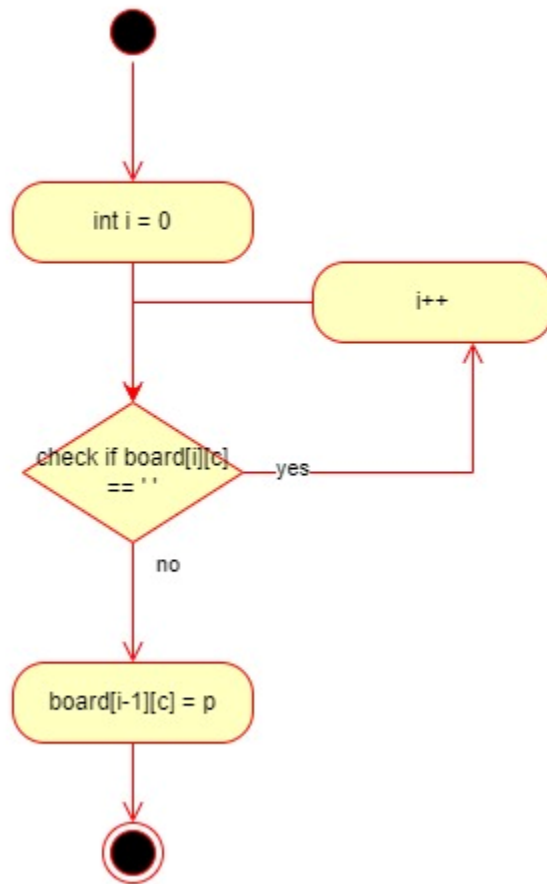 int i = 0
i++
check if board[i][c]
== ' '
yes
no
board[i-1][c] = p